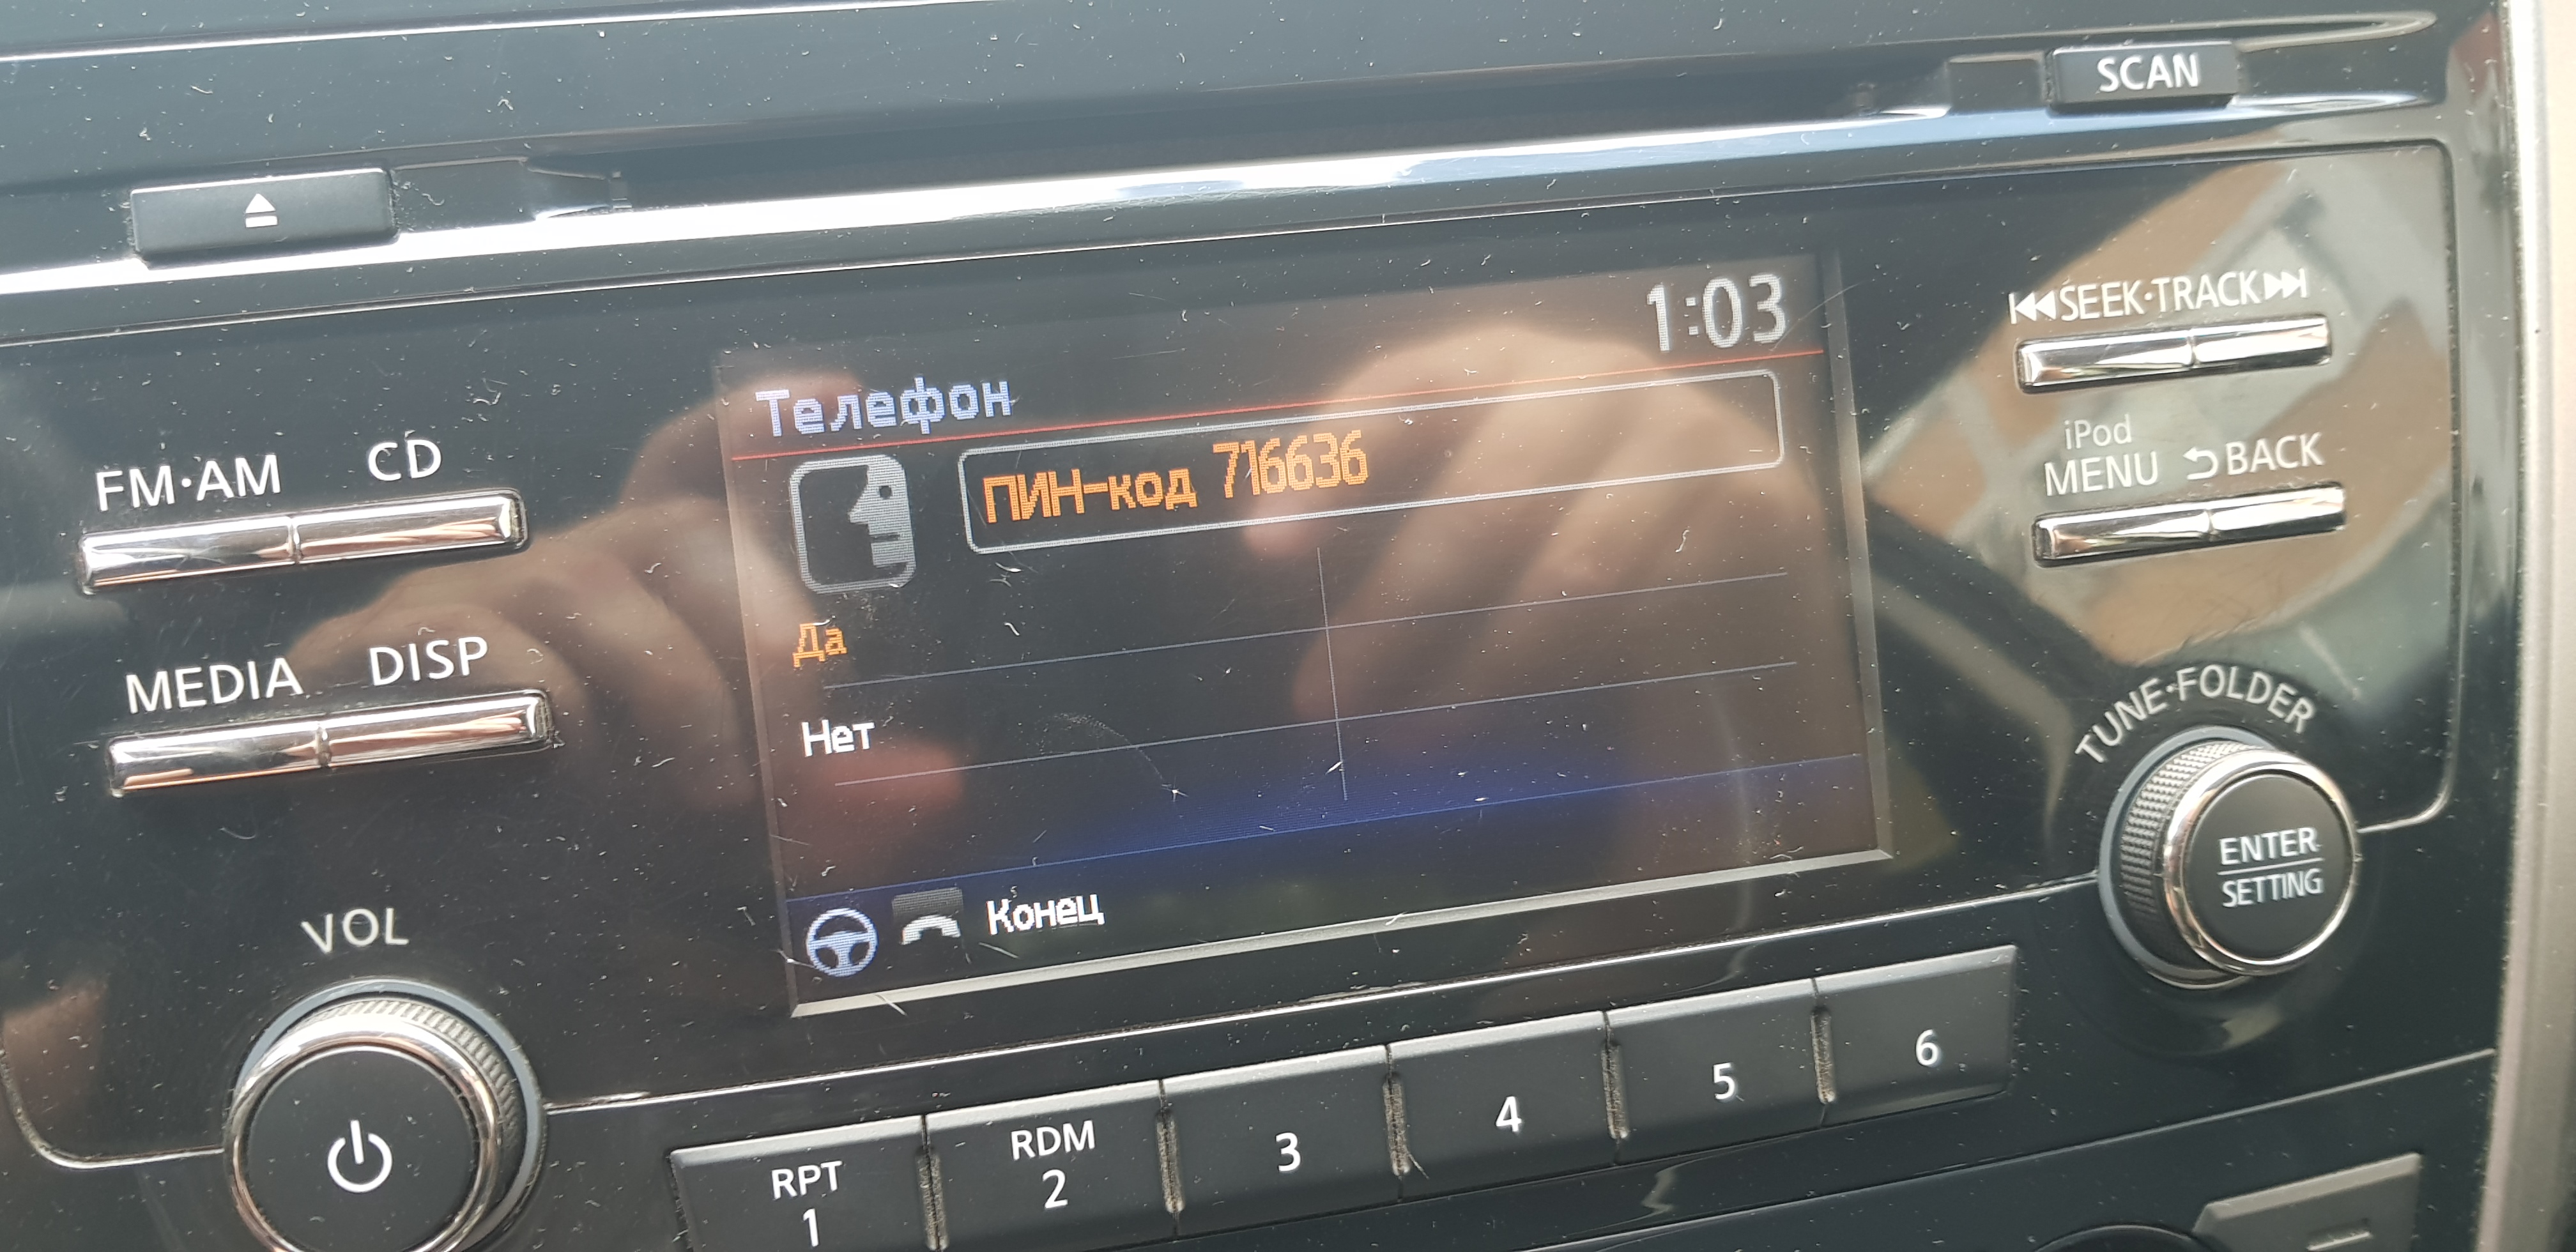 SCAN
1:03
SEEK·TRACK
Телефон
ПИН-код 716636
FM·AM CD
iPod
MENU BACK
Да
MEDIA DISP
Нет
TUNE·FOLDER
ENTER
SETTING
VOL
Конец
RPT
1
RDM
2
3
4
5
6